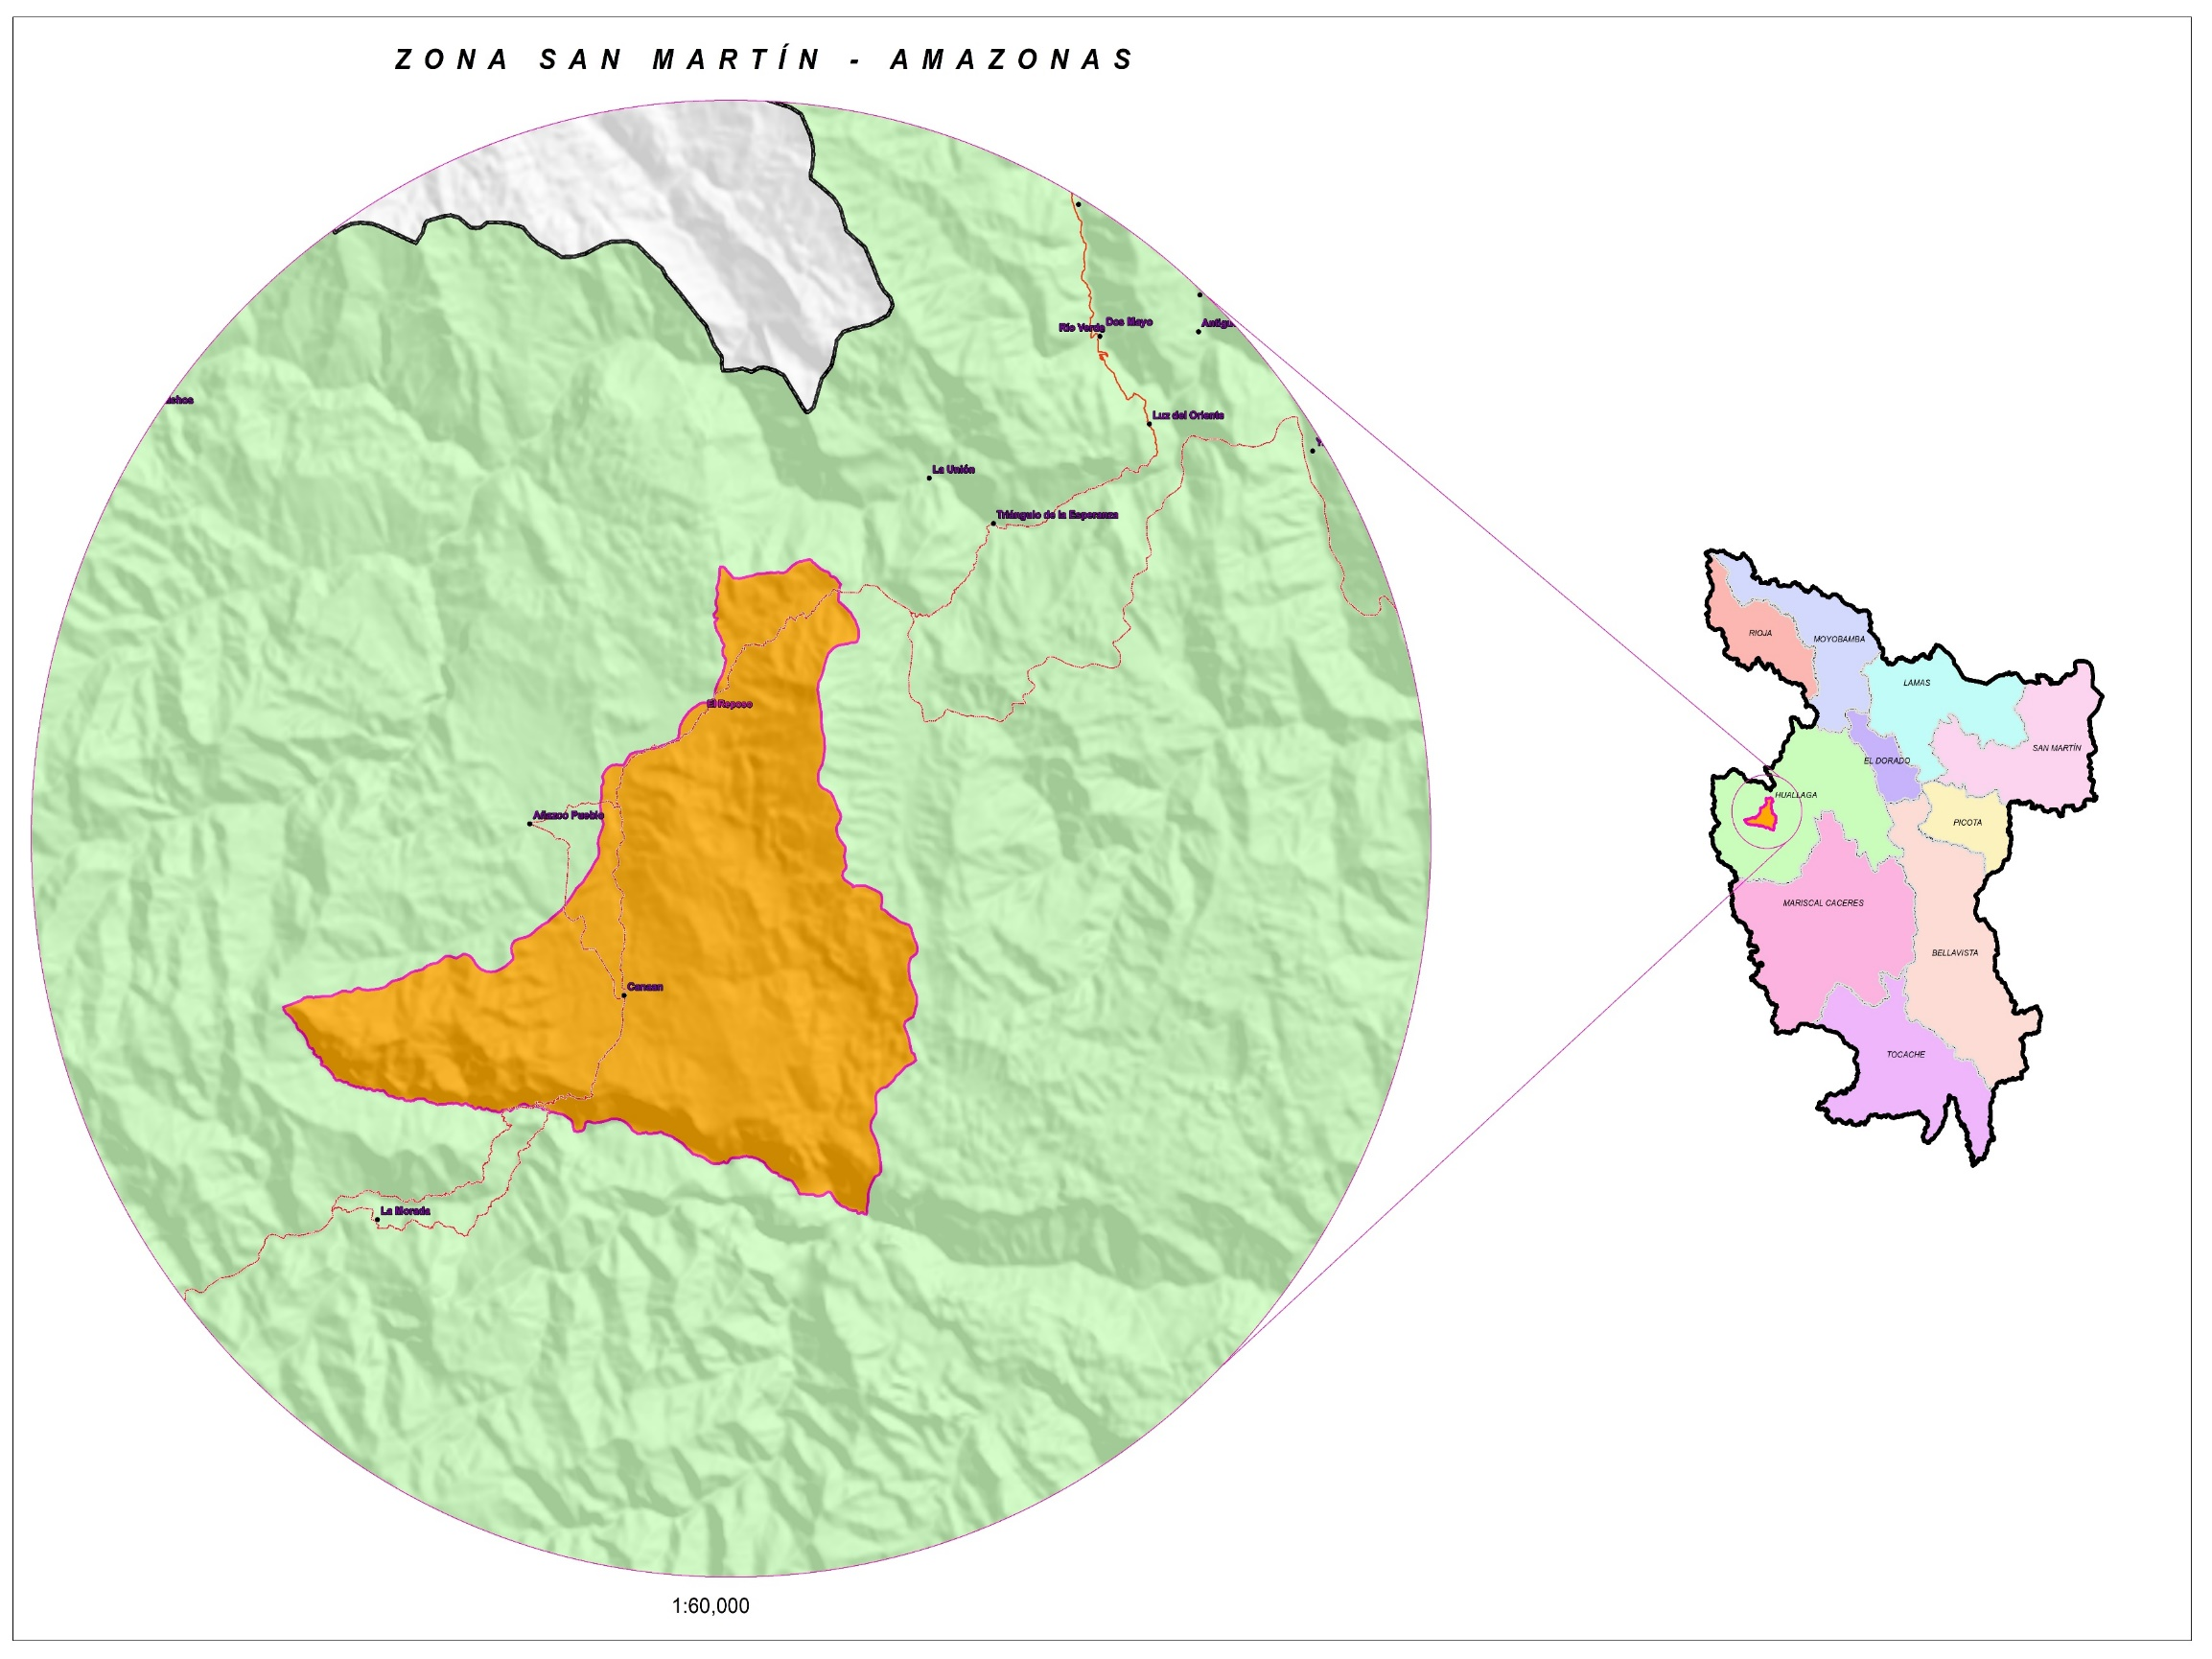 ZONA SAN MARTÍN - AMAZONAS
Río Verde
Dos Mayo
Luz del Oriente
La Unión
Triángulo de la Esperanza
El Reposo
Añazco Pueblo
Canaan
La Morada
1:60,000
RIOJA
MOYOBAMBA
LAMAS
SAN MARTÍN
EL DORADO
HUALLAGA
PICOTA
MARISCAL CACERES
BELLAVISTA
TOCACHE